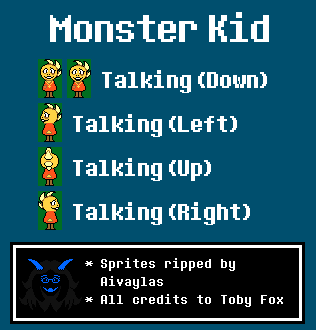 Monster Kid
Talking (Down)
Talking (Left)
Talking (Up)
Talking (Right)
* Sprites ripped by
Aivaylas
* All credits to Toby Fox